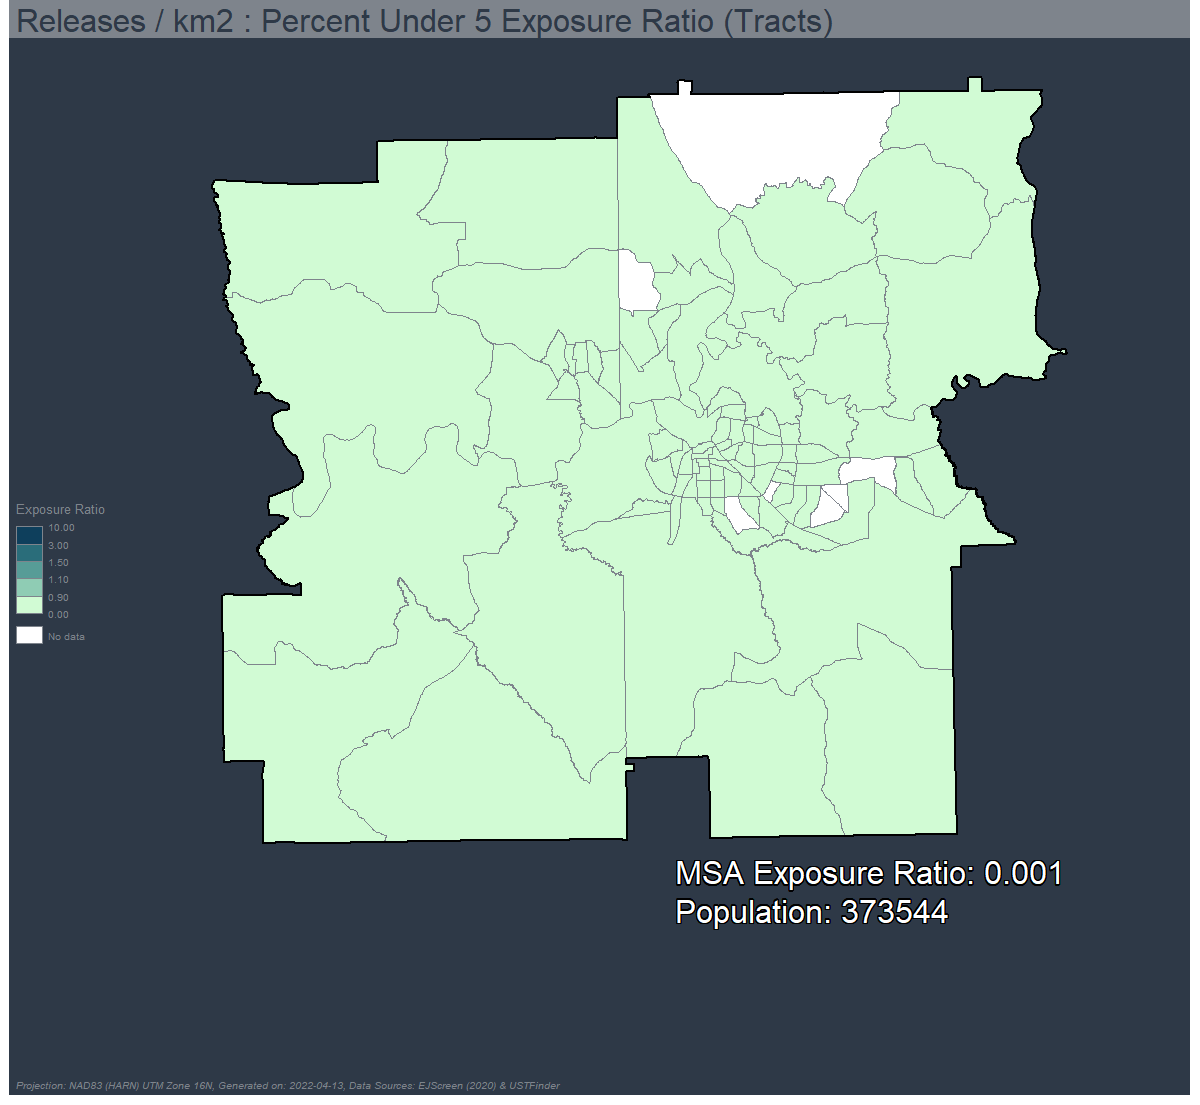 Releases / km2 : Percent Under 5 Exposure Ratio (Tracts)
Exposure Ratio
10.00
3.00
1.50
1.10
0.90
0.00
No data
MSA Exposure Ratio: 0.001
Population: 373544
Projection: NAD83 (HARN) UTM Zone 16N, Generated on: 2022-04-13, Data Sources: EJScreen (2020) & USTFinder